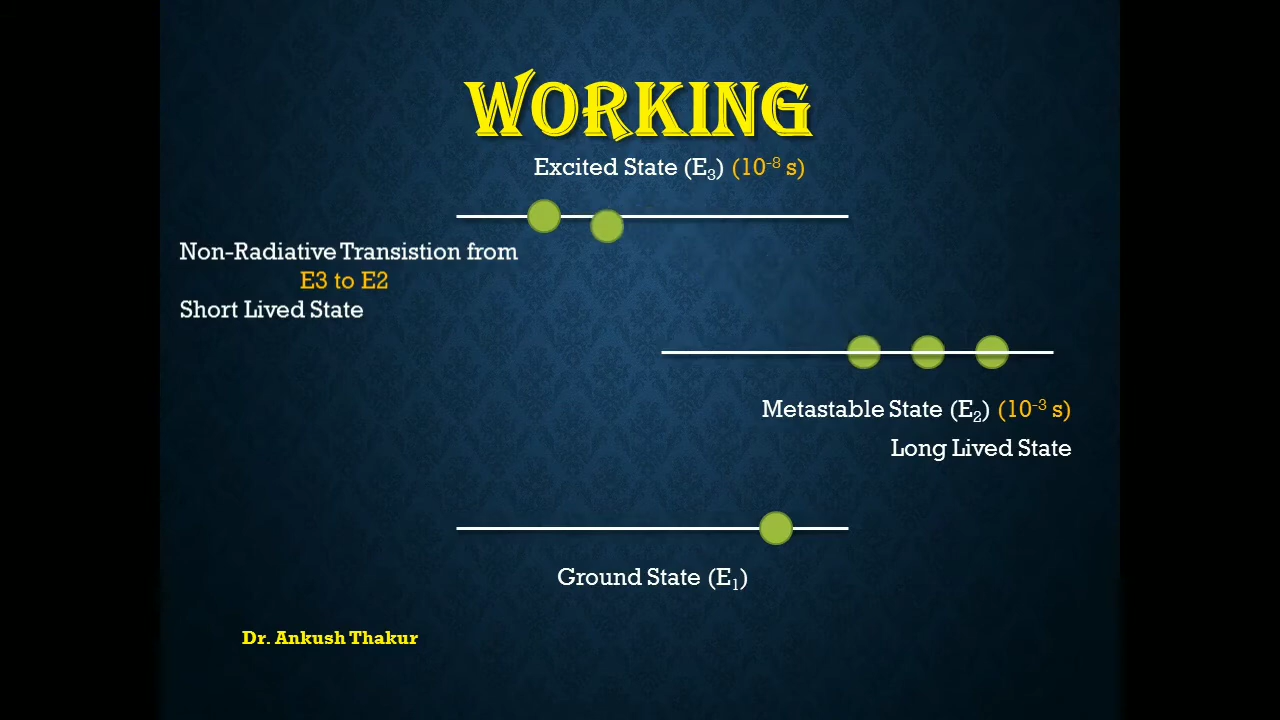 WORKING
Excited State (E₃) (10⁻⁸ s)
Non-Radiative Transistion from
E3 to E2
Short Lived State
Metastable State (E₂) (10⁻³ s)
Long Lived State
Ground State (E₁)
Dr. Ankush Thakur